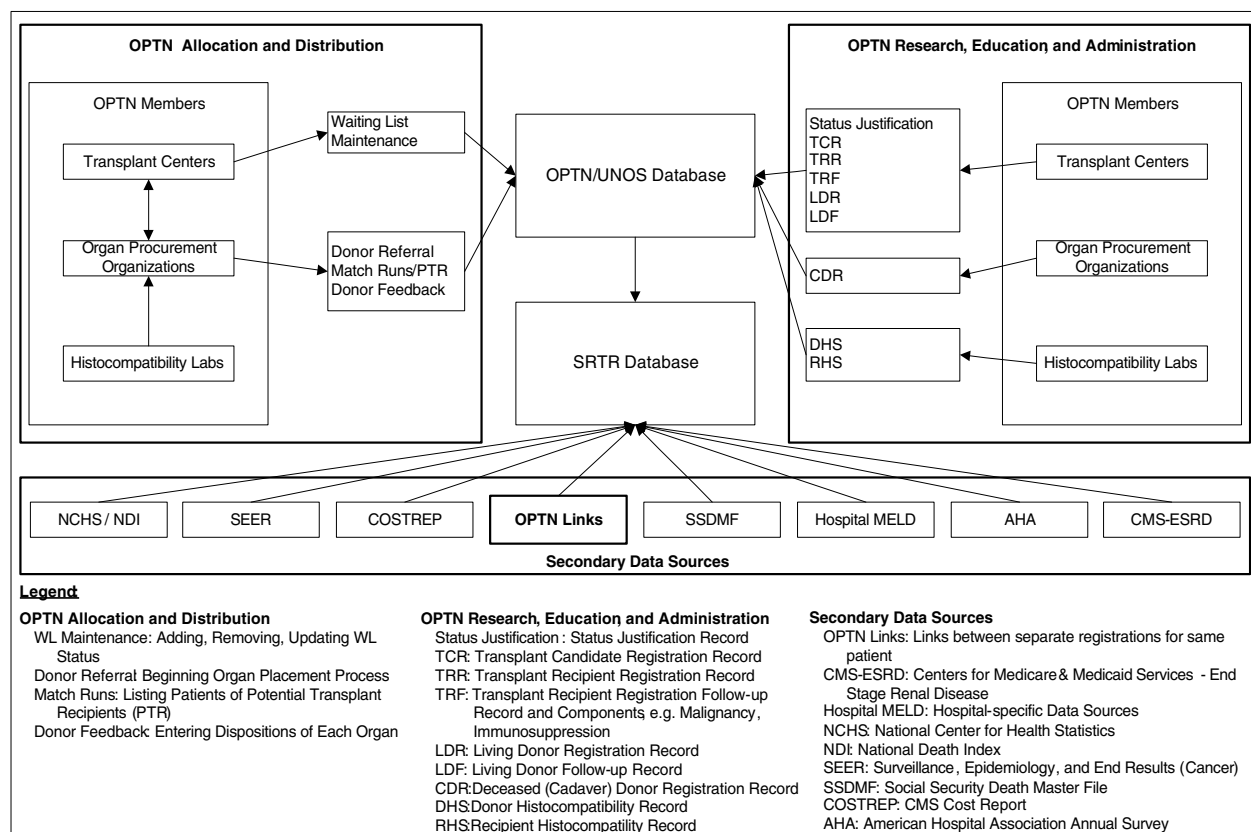 OPTN Allocation and Distribution
OPTN Members
Transplant Centers
Organ Procurement
Organizations
Histocompatibility Labs
Waiting List
Maintenance
Donor Referral
Match Runs/PTR
Donor Feedback
OPTN/UNOS Database
SRTR Database
OPTN Research, Education, and Administration
OPTN Members
Status Justification
TCR
TRR
TRF
LDR
LDF
CDR
DHS
RHS
Transplant Centers
Organ Procurement
Organizations
Histocompatibility Labs
NCHS / NDI
SEER
COSTREP
OPTN Links
SSDMF
Hospital MELD
AHA
CMS-ESRD
Secondary Data Sources
Legend:
OPTN Allocation and Distribution
WL Maintenance: Adding, Removing, Updating WL
Status
Donor Referral: Beginning Organ Placement Process
Match Runs: Listing Patients of Potential Transplant
Recipients (PTR)
Donor Feedback: Entering Dispositions of Each Organ
OPTN Research, Education, and Administration
Status Justification : Status Justification Record
TCR: Transplant Candidate Registration Record
TRR: Transplant Recipient Registration Record
TRF: Transplant Recipient Registration Follow-up
Record and Components, e.g. Malignancy,
Immunosuppression
LDR: Living Donor Registration Record
LDF: Living Donor Follow-up Record
CDR:Deceased (Cadaver) Donor Registration Record
DHS:Donor Histocompatibility Record
RHS:Recipient Histocompatility Record
Secondary Data Sources
OPTN Links: Links between separate registrations for same
patient
CMS-ESRD: Centers for Medicare & Medicaid Services - End
Stage Renal Disease
Hospital MELD: Hospital-specific Data Sources
NCHS: National Center for Health Statistics
NDI: National Death Index
SEER: Surveillance, Epidemiology, and End Results (Cancer)
SSDMF: Social Security Death Master File
COSTREP: CMS Cost Report
AHA: American Hospital Association Annual Survey